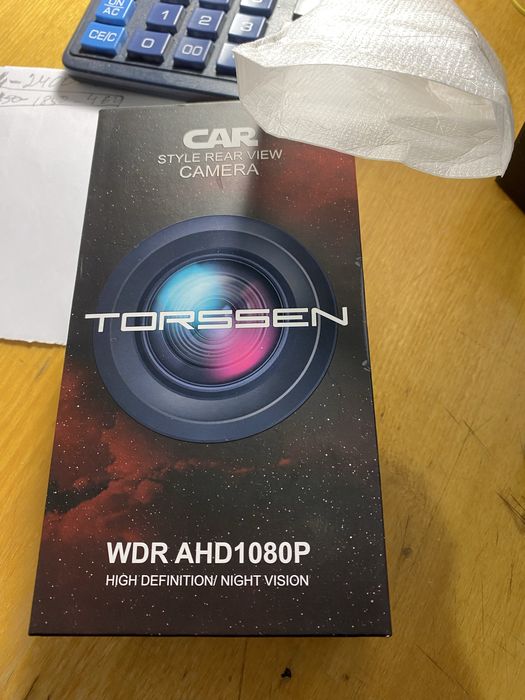 ON
AC
CE/C
1
2
3
0
00
CAR
STYLE REAR VIEW
CAMERA
TORSSEN
WDR AHD1080P
HIGH DEFINITION/ NIGHT VISION